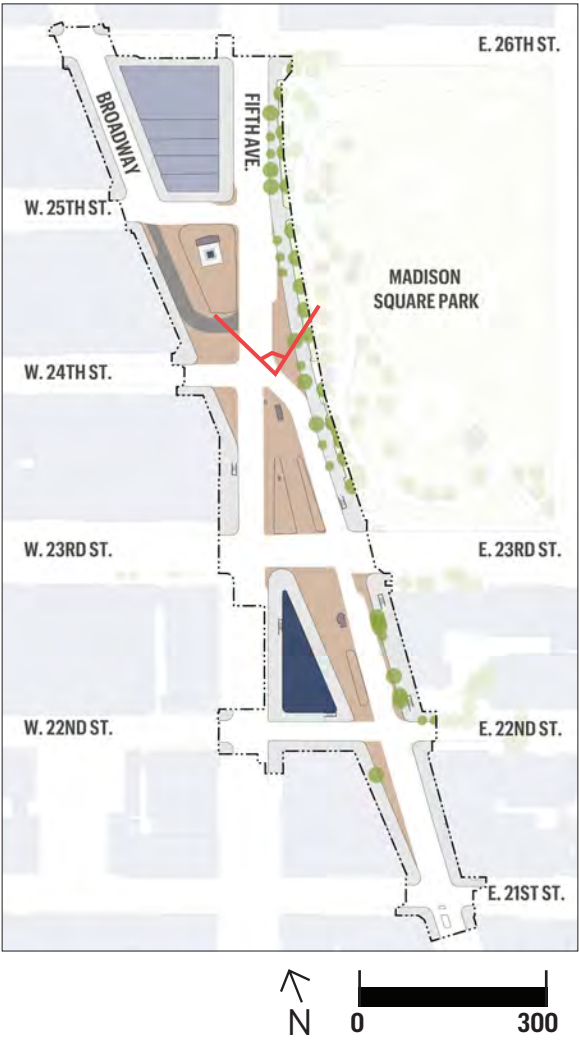 E. 26TH ST.
BROADWAY
FIFTH AVE.
W. 25TH ST.
MADISON
SQUARE PARK
W. 24TH ST.
W. 23RD ST.
E. 23RD ST.
W. 22ND ST.
E. 22ND ST.
E. 21ST ST.
N
0
300